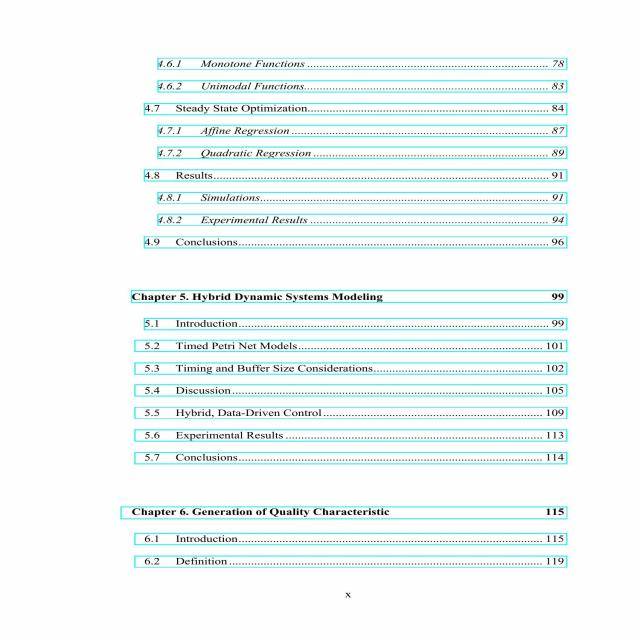 4.6.1 Monotone Functions ............................................................................. 78
4.6.2 Unimodal Functions.............................................................................. 83
4.7 Steady State Optimization............................................................................. 84
4.7.1 Affine Regression .................................................................................. 87
4.7.2 Quadratic Regression ........................................................................... 89
4.8 Results........................................................................................................... 91
4.8.1 Simulations............................................................................................ 91
4.8.2 Experimental Results ............................................................................ 94
4.9 Conclusions................................................................................................... 96
Chapter 5. Hybrid Dynamic Systems Modeling 99
5.1 Introduction................................................................................................... 99
5.2 Timed Petri Net Models.............................................................................. 101
5.3 Timing and Buffer Size Considerations...................................................... 102
5.4 Discussion................................................................................................... 105
5.5 Hybrid, Data-Driven Control ...................................................................... 109
5.6 Experimental Results .................................................................................. 113
5.7 Conclusions................................................................................................. 114
Chapter 6. Generation of Quality Characteristic 115
6.1 Introduction................................................................................................. 115
6.2 Definition .................................................................................................... 119
x